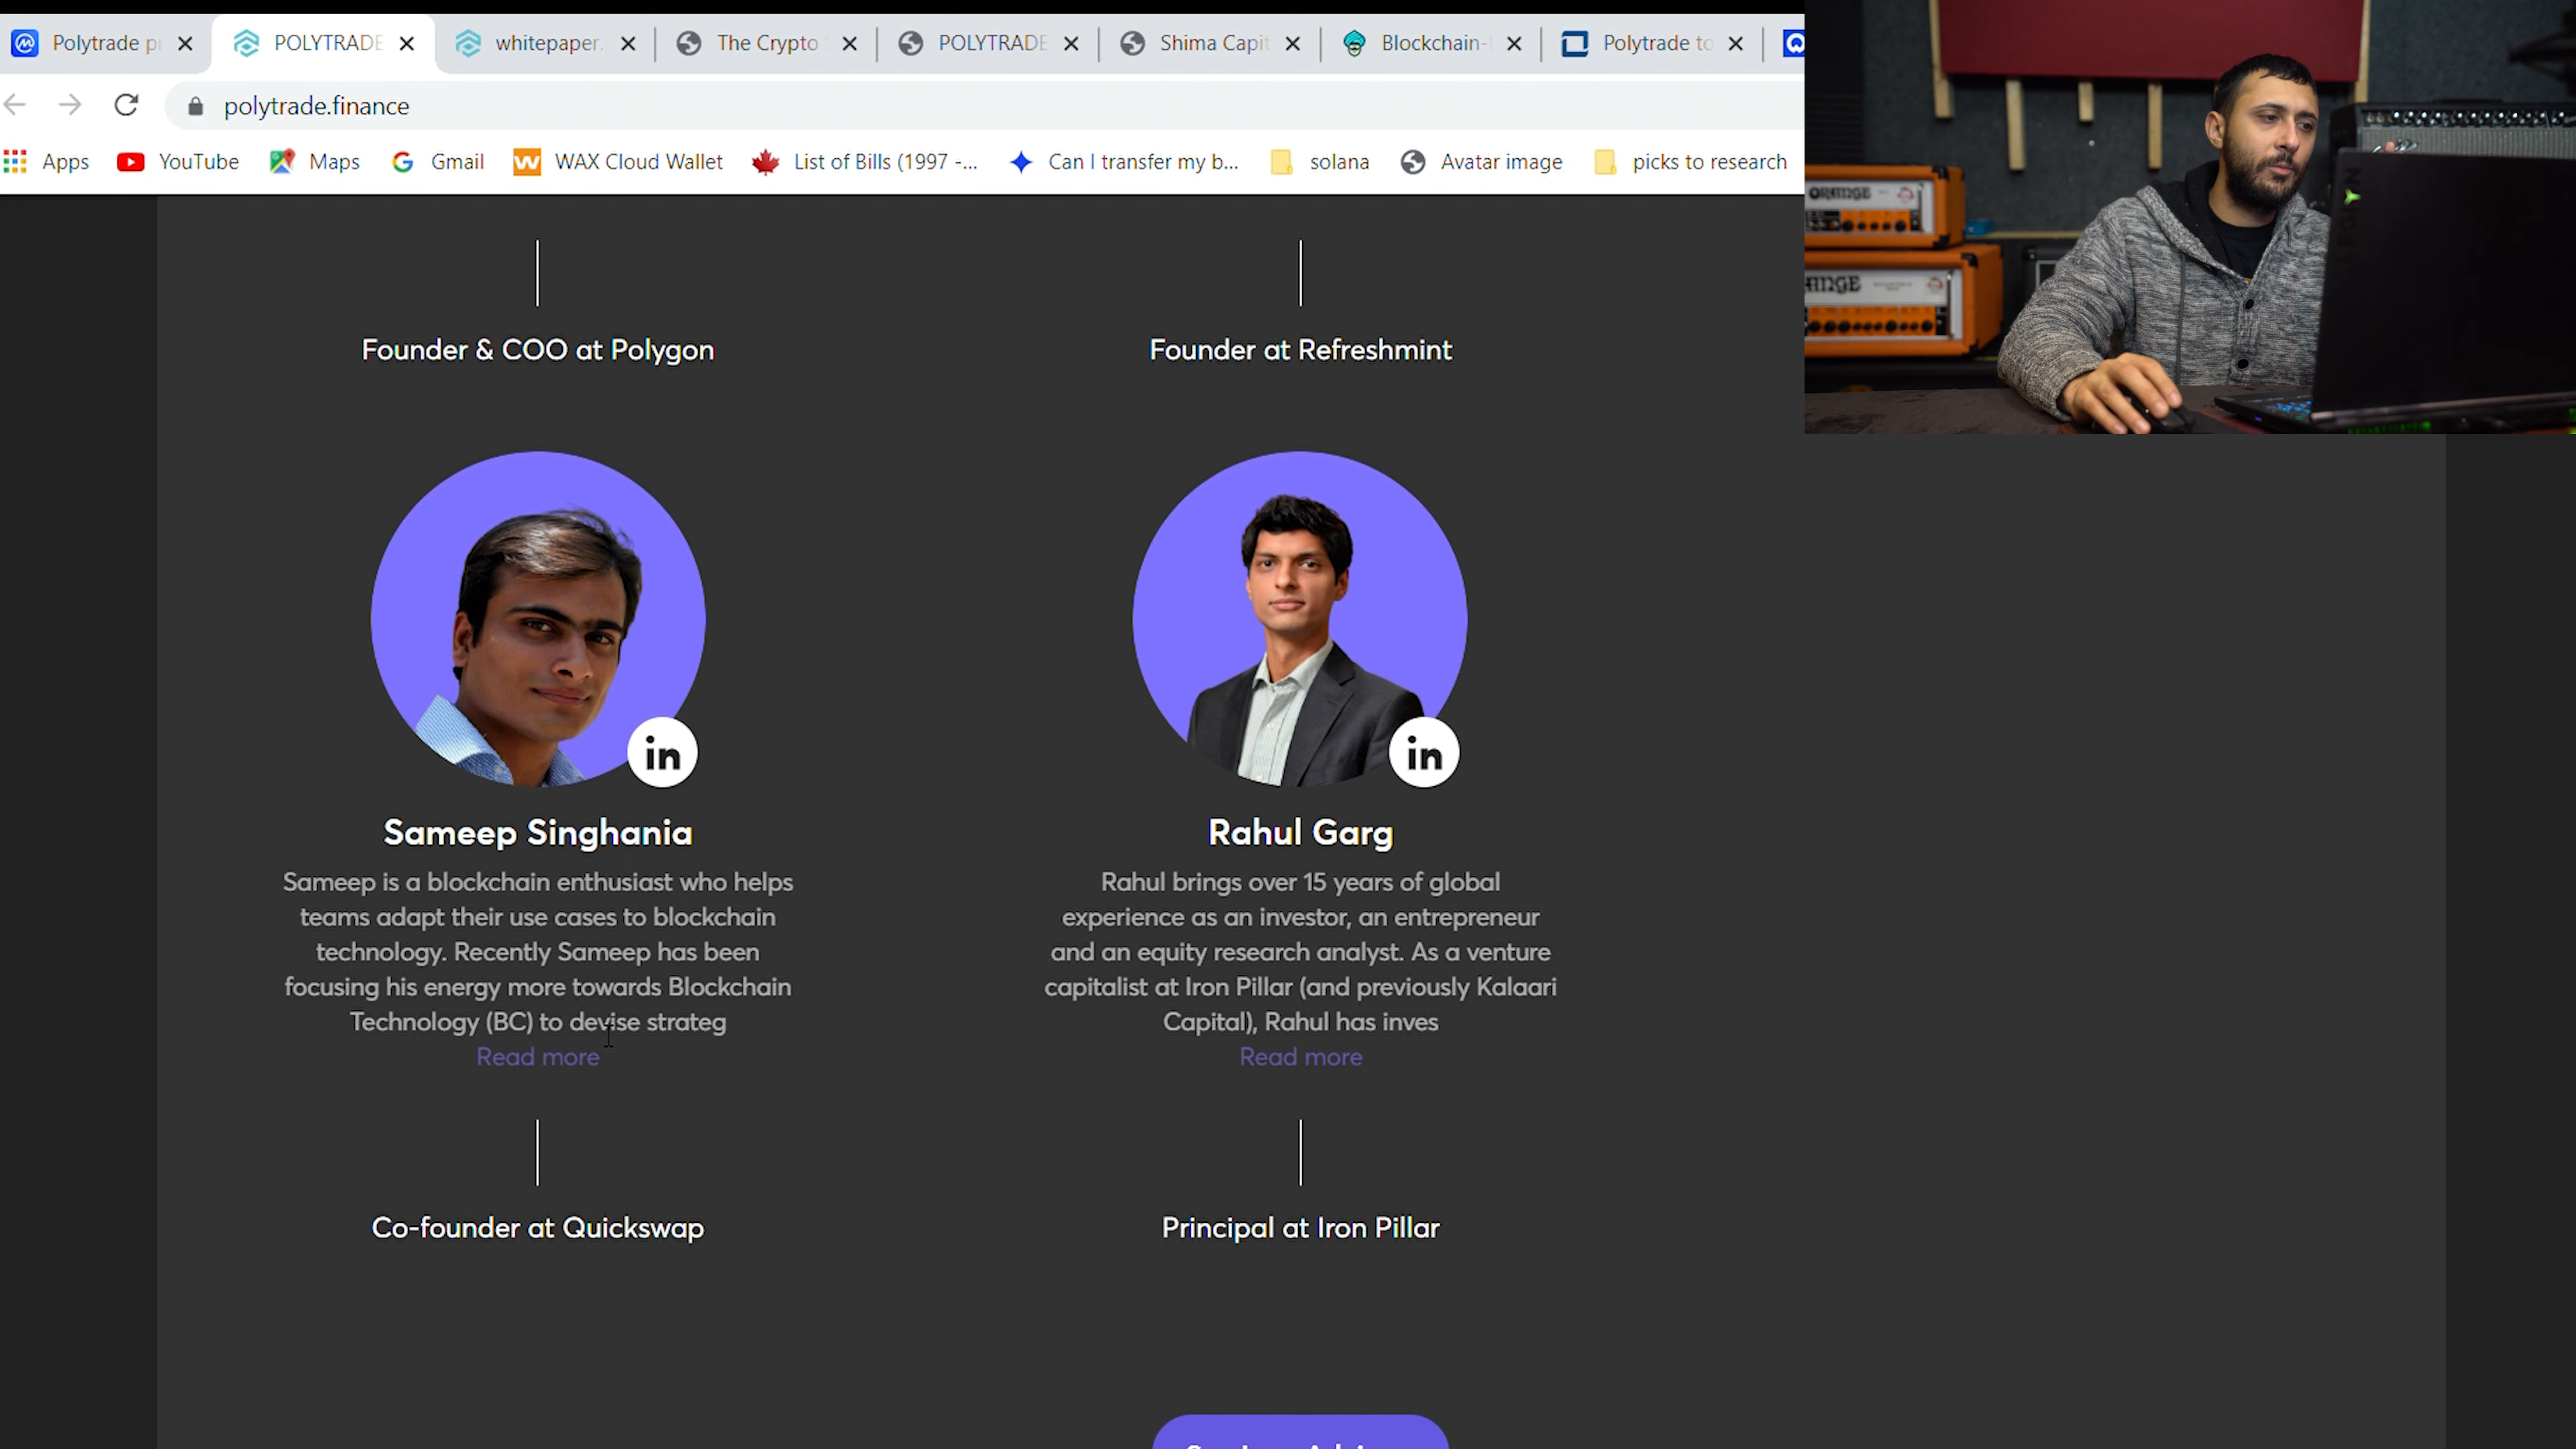 Polytrade pr
POLYTRADE
whitepaper.
The Crypto
POLYTRADE
Shima Capit
Blockchain-
Polytrade to
polytrade.finance
Apps
YouTube
Maps
Gmail
WAX Cloud Wallet
List of Bills (1997 -...
Can I transfer my b...
solana
Avatar image
picks to research
ORANGE
ANGE
Founder & COO at Polygon
Founder at Refreshmint
in
in
Sameep Singhania
Sameep is a blockchain enthusiast who helps
teams adapt their use cases to blockchain
technology. Recently Sameep has been
focusing his energy more towards Blockchain
Technology (BC) to devise strateg
Read more
Co-founder at Quickswap
Rahul Garg
Rahul brings over 15 years of global
experience as an investor, an entrepreneur
and an equity research analyst. As a venture
capitalist at Iron Pillar (and previously Kalaari
Capital), Rahul has inves
Read more
Principal at Iron Pillar